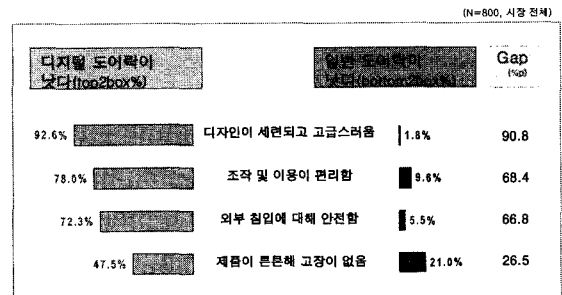 (N=800, 시장 전체)
디지털 도어락이
낫다(top2box%)
일반 도어락이
낫다(bottom2box%)
Gap
(%p)
92.6% 디자인이 세련되고 고급스러움 1.8% 90.8
78.0% 조작 및 이용이 편리함 9.6% 68.4
72.3% 외부 침입에 대해 안전함 5.5% 66.8
47.5% 제품이 튼튼해 고장이 없음 21.0% 26.5